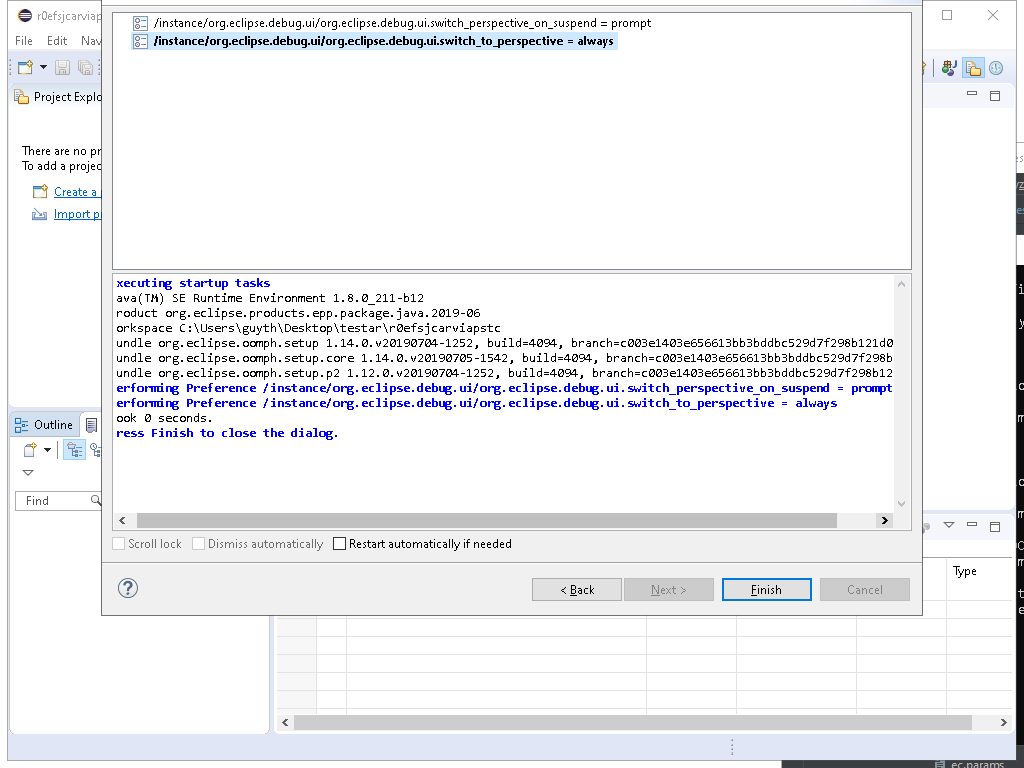 r0efsjcarviap
File Edit Nav
Project Explo
There are no pr
To add a projec
Create a
Import p
/instance/org.eclipse.debug.ui/org.eclipse.debug.ui.switch_perspective_on_suspend = prompt
/instance/org.eclipse.debug.ui/org.eclipse.debug.ui.switch_to_perspective = always
xecuting startup tasks
ava(TM) SE Runtime Environment 1.8.0_211-b12
roduct org.eclipse.products.epp.package.java.2019-06
orkspace C:\Users\guyth\Desktop\testar\r0efsjcarviapstc
undle org.eclipse.oomph.setup 1.14.0.v20190704-1252, build=4094, branch=c003e1403e656613bb3bddbc529d7f298b121d0
undle org.eclipse.oomph.setup.core 1.14.0.v20190705-1542, build=4094, branch=c003e1403e656613bb3bddbc529d7f298b
undle org.eclipse.oomph.setup.p2 1.12.0.v20190704-1252, build=4094, branch=c003e1403e656613bb3bddbc529d7f298b12
erforming Preference /instance/org.eclipse.debug.ui/org.eclipse.debug.ui.switch_perspective_on_suspend = prompt
erforming Preference /instance/org.eclipse.debug.ui/org.eclipse.debug.ui.switch_to_perspective = always
ook 0 seconds.
ress Finish to close the dialog.
Outline
Find
Scroll lock Dismiss automatically Restart automatically if needed
< Back Next > Finish Cancel
Type
ec.params